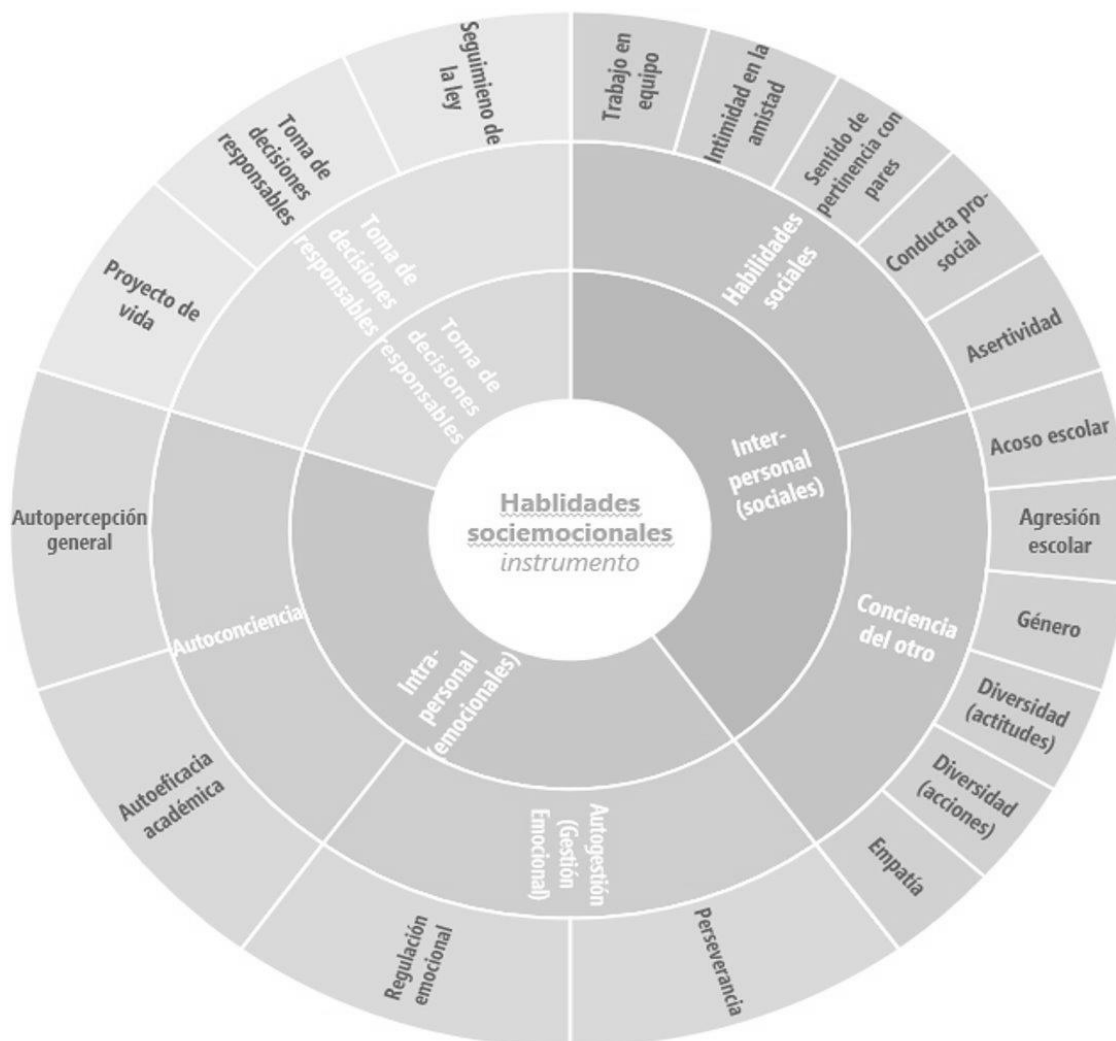 Hablidades
sociemocionales
instrumento
Inter-
personal
(sociales)
Habilidades
sociales
Trabajo en
equipo
Intimidad en la
amistad
Sentido de
pertinencia con
pares
Conducta pro-
social
Asertividad
Conciencia
del otro
Acoso escolar
Agresión
escolar
Género
Diversidad
(actitudes)
Diversidad
(acciones)
Empatía
Intra-
personal
(emocionales)
Autogestión
(Gestión
Emocional)
Perseverancia
Regulación
emocional
Autoconciencia
Autoeficacia
académica
Autopercepción
general
Toma de
decisiones
responsables
Toma de
decisiones
responsables
Proyecto de
vida
Toma de
decisiones
responsables
Seguimieno de
la ley